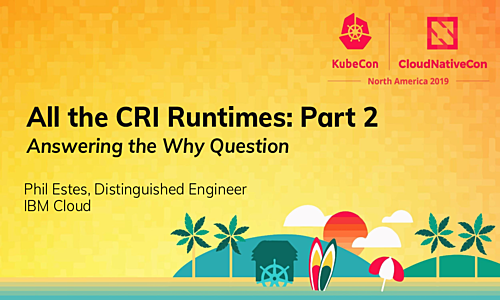 KubeCon
CloudNativeCon
North America 2019
All the CRI Runtimes: Part 2
Answering the Why Question
Phil Estes, Distinguished Engineer
IBM Cloud